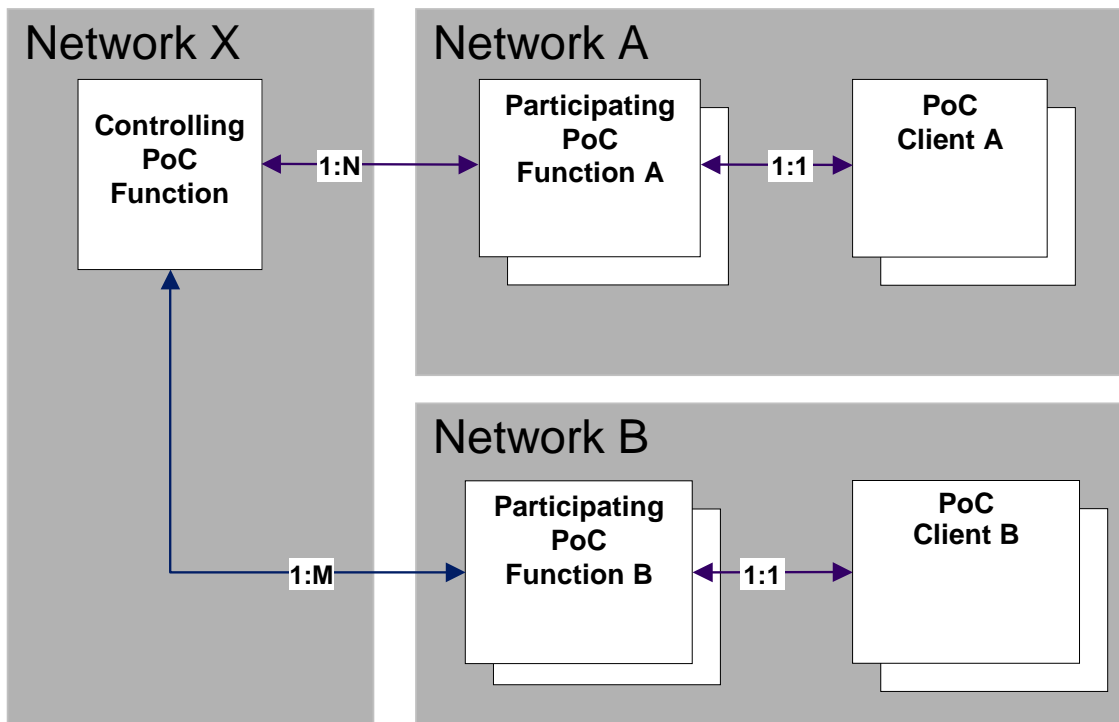 Network X
Controlling
PoC
Function
1:N
Network A
Participating
PoC
Function A
1:1
PoC
Client A
Network B
1:M
Participating
PoC
Function B
1:1
PoC
Client B